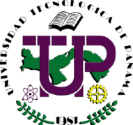 UNIVERSIDAD TECNOLOGICA DE PANAMA
UTP
1981